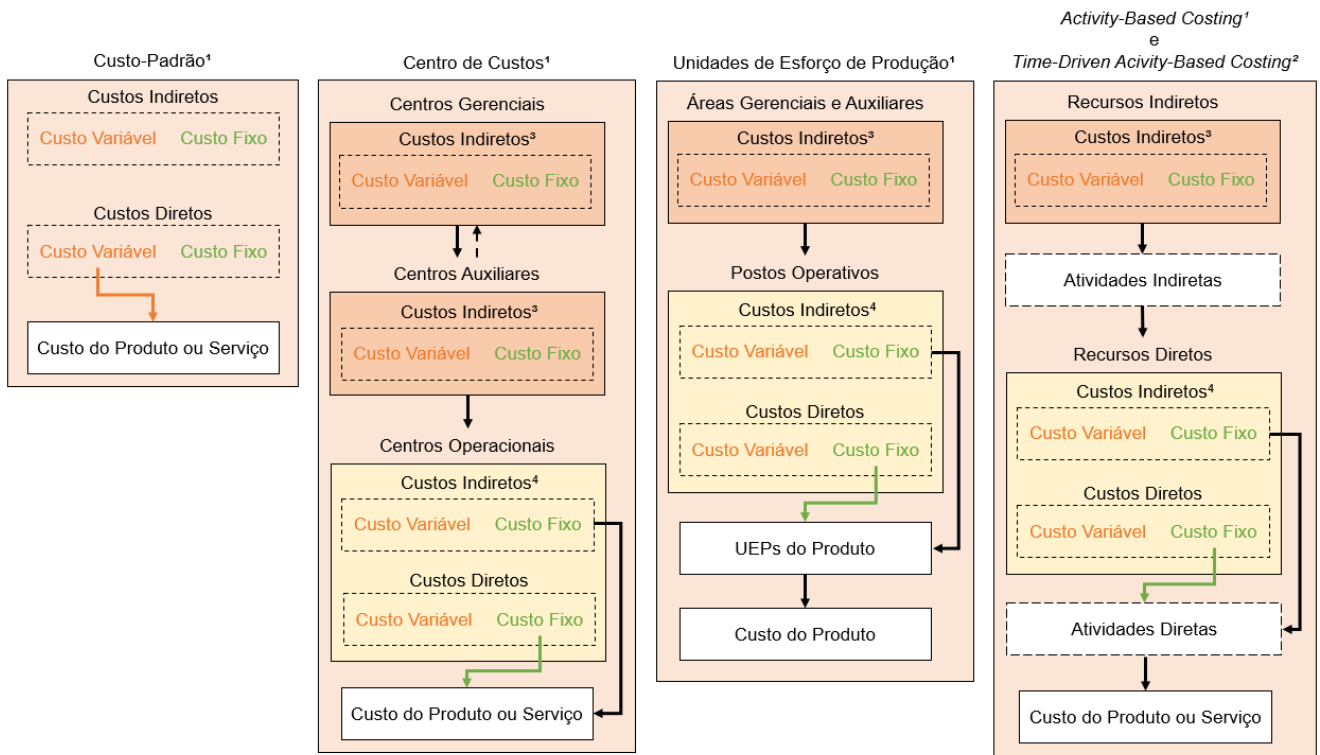 Custo-Padrão¹
Custos Indiretos
Custo Variável Custo Fixo
Custos Diretos
Custo Variável Custo Fixo
Custo do Produto ou Serviço
Centro de Custos¹
Centros Gerenciais
Custos Indiretos³
Custo Variável Custo Fixo
Centros Auxiliares
Custos Indiretos³
Custo Variável Custo Fixo
Centros Operacionais
Custos Indiretos⁴
Custo Variável Custo Fixo
Custos Diretos
Custo Variável Custo Fixo
Custo do Produto ou Serviço
Unidades de Esforço de Produção¹
Áreas Gerenciais e Auxiliares
Custos Indiretos³
Custo Variável Custo Fixo
Postos Operativos
Custos Indiretos⁴
Custo Variável Custo Fixo
Custos Diretos
Custo Variável Custo Fixo
UEPs do Produto
Custo do Produto
Activity-Based Costing¹
e
Time-Driven Acivity-Based Costing²
Recursos Indiretos
Custos Indiretos³
Custo Variável Custo Fixo
Atividades Indiretas
Recursos Diretos
Custos Indiretos⁴
Custo Variável Custo Fixo
Custos Diretos
Custo Variável Custo Fixo
Atividades Diretas
Custo do Produto ou Serviço